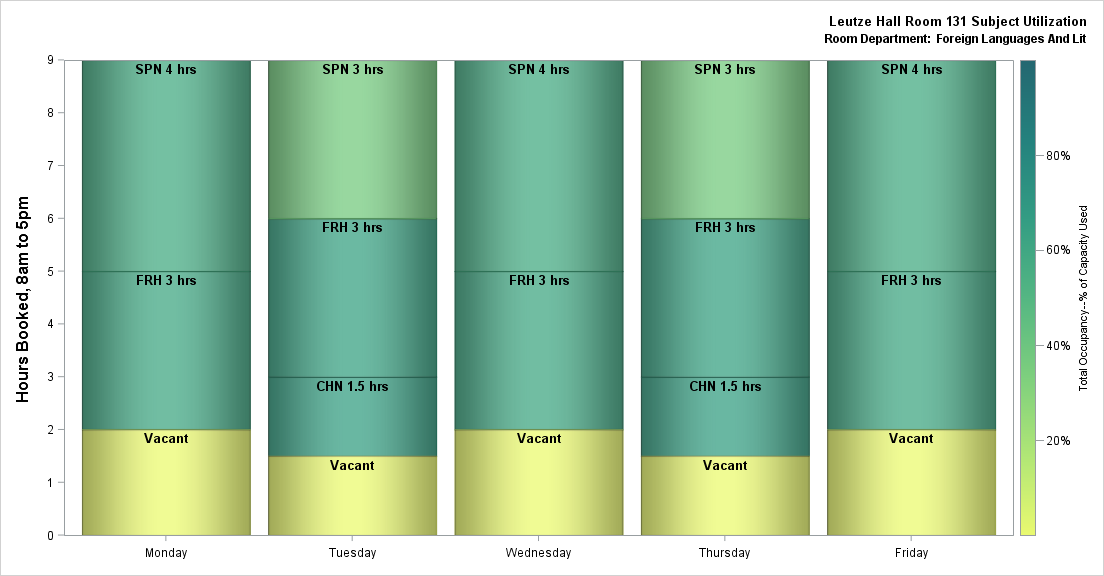 Leutze Hall Room 131 Subject Utilization
Room Department: Foreign Languages And Lit
Hours Booked, 8am to 5pm
9
8
7
6
5
4
3
2
1
0
SPN 4 hrs
FRH 3 hrs
Vacant
Monday
SPN 3 hrs
FRH 3 hrs
CHN 1.5 hrs
Vacant
Tuesday
SPN 4 hrs
FRH 3 hrs
Vacant
Wednesday
SPN 3 hrs
FRH 3 hrs
CHN 1.5 hrs
Vacant
Thursday
SPN 4 hrs
FRH 3 hrs
Vacant
Friday
80%
60%
40%
20%
Total Occupancy--% of Capacity Used